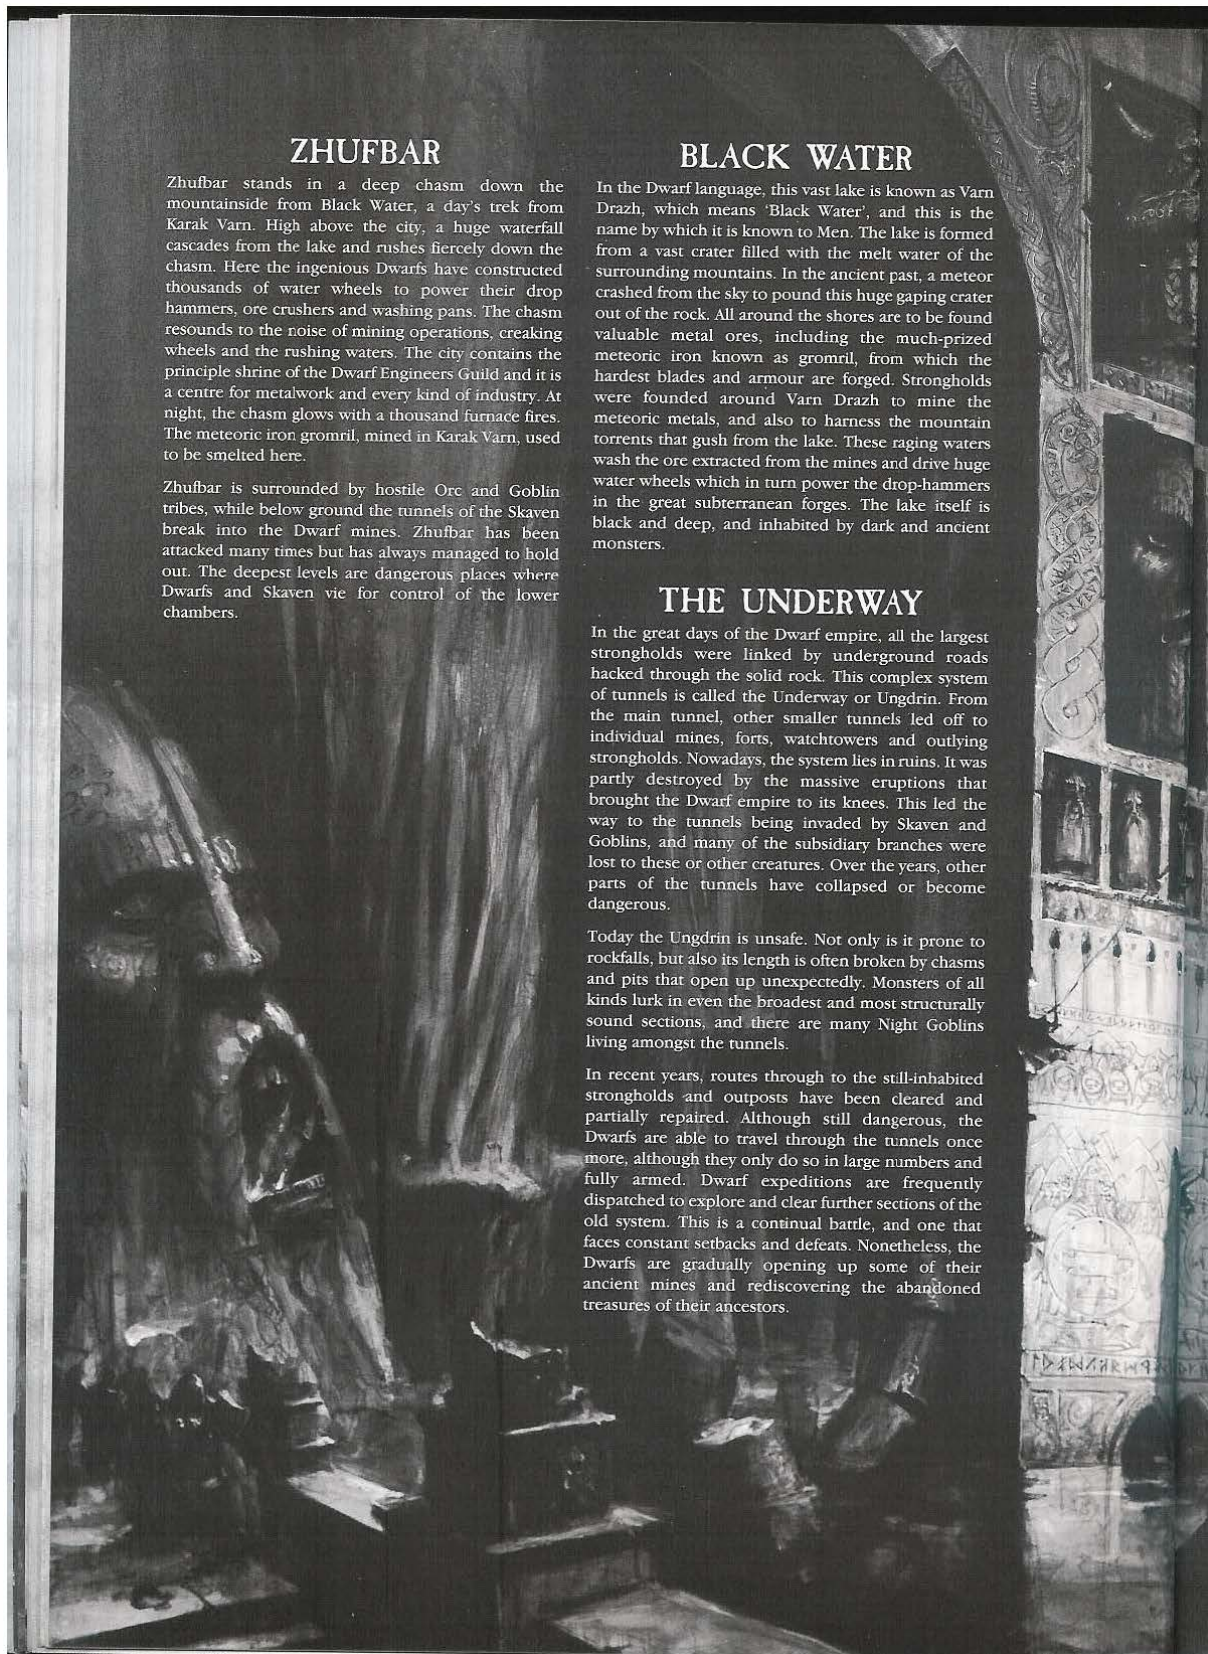 ZHUFBAR
Zhufbar stands in a deep chasm down the
mountainside from Black Water, a day's trek from
Karak Varn. High above the city, a huge waterfall
cascades from the lake and rushes fiercely down the
chasm. Here the ingenious Dwarfs have constructed
thousands of water wheels to power their drop
hammers, ore crushers and washing pans. The chasm
resounds to the noise of mining operations, creaking
wheels and the rushing waters. The city contains the
principle shrine of the Dwarf Engineers Guild and it is
a centre for metalwork and every kind of industry. At
night, the chasm glows with a thousand furnace fires.
The meteoric iron gromril, mined in Karak Varn, used
to be smelted here.
Zhufbar is surrounded by hostile Orc and Goblin
tribes, while below ground the tunnels of the Skaven
break into the Dwarf mines. Zhufbar has been
attacked many times but has always managed to hold
out. The deepest levels are dangerous places where
Dwarfs and Skaven vie for control of the lower
chambers.
BLACK WATER
In the Dwarf language, this vast lake is known as Varn
Drazh, which means 'Black Water', and this is the
name by which it is known to Men. The lake is formed
from a vast crater filled with the melt water of the
surrounding mountains. In the ancient past, a meteor
crashed from the sky to pound this huge gaping crater
out of the rock. All around the shores are to be found
valuable metal ores, including the much-prized
meteoric iron known as gromril, from which the
hardest blades and armour are forged. Strongholds
were founded around Varn Drazh to mine the
meteoric metals, and also to harness the mountain
torrents that gush from the lake. These raging waters
wash the ore extracted from the mines and drive huge
water wheels which in turn power the drop-hammers
in the great subterranean forges. The lake itself is
black and deep, and inhabited by dark and ancient
monsters.
THE UNDERWAY
In the great days of the Dwarf empire, all the largest
strongholds were linked by underground roads
hacked through the solid rock. This complex system
of tunnels is called the Underway or Ungdrin. From
the main tunnel, other smaller tunnels led off to
individual mines, forts, watchtowers and outlying
strongholds. Nowadays, the system lies in ruins. It was
partly destroyed by the massive eruptions that
brought the Dwarf empire to its knees. This led the
way to the tunnels being invaded by Skaven and
Goblins, and many of the subsidiary branches were
lost to these or other creatures. Over the years, other
parts of the tunnels have collapsed or become
dangerous.
Today the Ungdrin is unsafe. Not only is it prone to
rockfalls, but also its length is often broken by chasms
and pits that open up unexpectedly. Monsters of all
kinds lurk in even the broadest and most structurally
sound sections, and there are many Night Goblins
living amongst the tunnels.
In recent years, routes through to the still-inhabited
strongholds and outposts have been cleared and
partially repaired. Although still dangerous, the
Dwarfs are able to travel through the tunnels once
more, although they only do so in large numbers and
fully armed. Dwarf expeditions are frequently
dispatched to explore and clear further sections of the
old system. This is a continual battle, and one that
faces constant setbacks and defeats. Nonetheless, the
Dwarfs are gradually opening up some of their
ancient mines and rediscovering the abandoned
treasures of their ancestors.